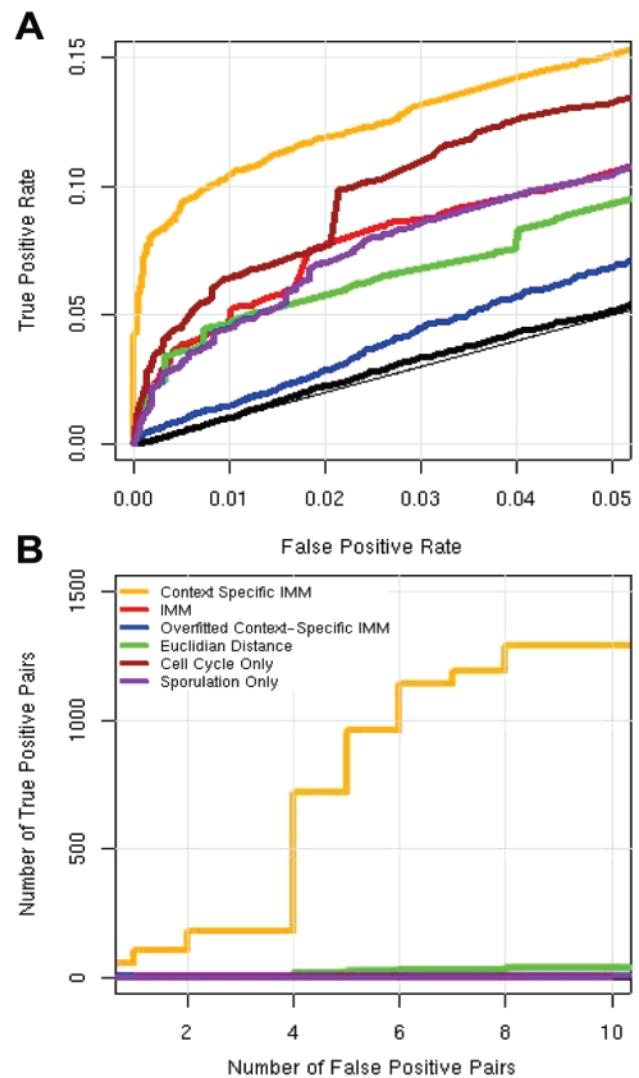 A
0.15
0.10
0.05
0.00
True Positive Rate
0.00 0.01 0.02 0.03 0.04 0.05
False Positive Rate
B
1500
1000
500
0
Number of True Positive Pairs
Context Specific IMM
IMM
Overfitted Context-Specific IMM
Euclidian Distance
Cell Cycle Only
Sporulation Only
2 4 6 8 10
Number of False Positive Pairs